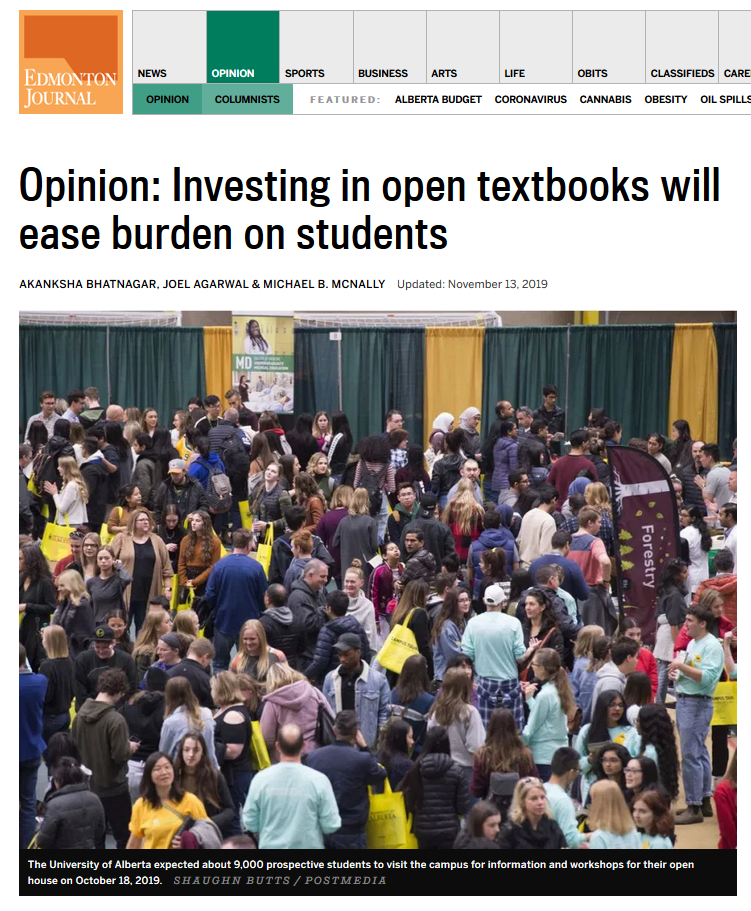 EDMONTON
JOURNAL
NEWS
OPINION
SPORTS
BUSINESS
ARTS
LIFE
OBITS
CLASSIFIEDS
OPINION
COLUMNISTS
FEATURED:
ALBERTA BUDGET
CORONAVIRUS
CANNABIS
OBESITY
OIL SPILLS
Opinion: Investing in open textbooks will
ease burden on students
AKANKSHA BHATNAGAR, JOEL AGARWAL & MICHAEL B. MCNALLY Updated: November 13, 2019
MD
Forestry
The University of Alberta expected about 9,000 prospective students to visit the campus for information and workshops for their open
house on October 18, 2019. SHAUGHN BUTTS / POSTMEDIA